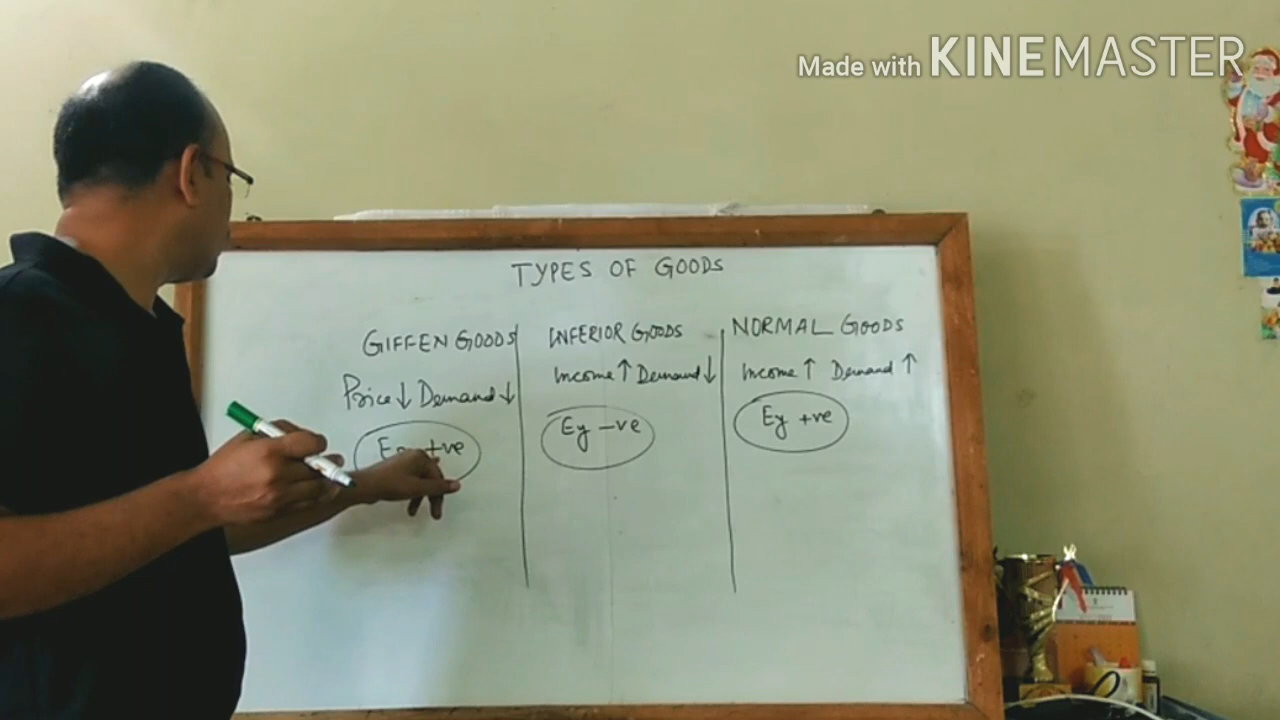 Made with KINEMASTER
TYPES OF GOODS
GIFFEN GOODS
Price ↓ Demand ↓
+ve
INFERIOR GOODS
Income ↑ Demand ↓
Ey -ve
NORMAL GOODS
Income ↑ Demand ↑
Ey +ve